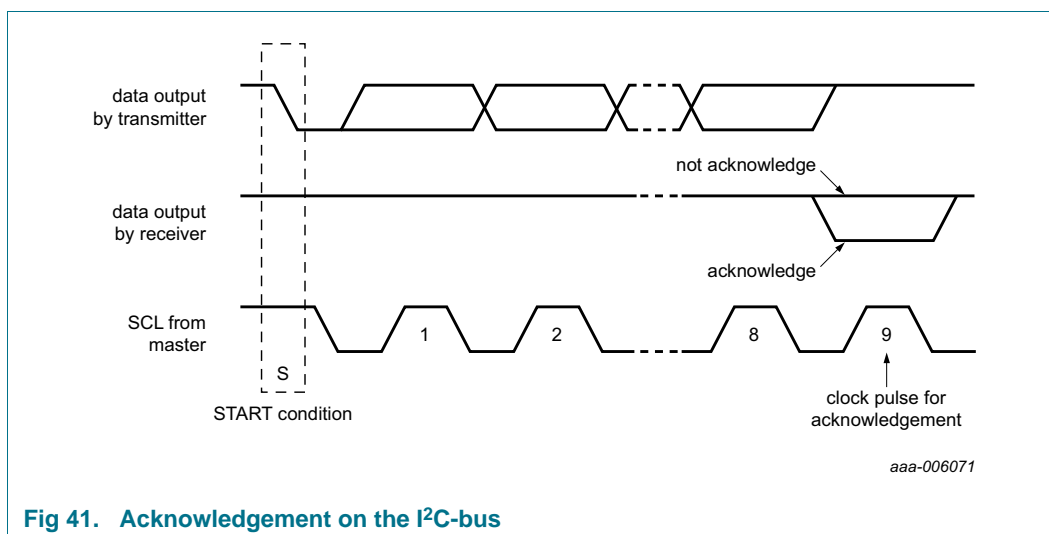 data output
by transmitter
not acknowledge
data output
by receiver
acknowledge
SCL from
master
1
2
8
9
S
START condition
clock pulse for
acknowledgement
aaa-006071
Fig 41. Acknowledgement on the I²C-bus